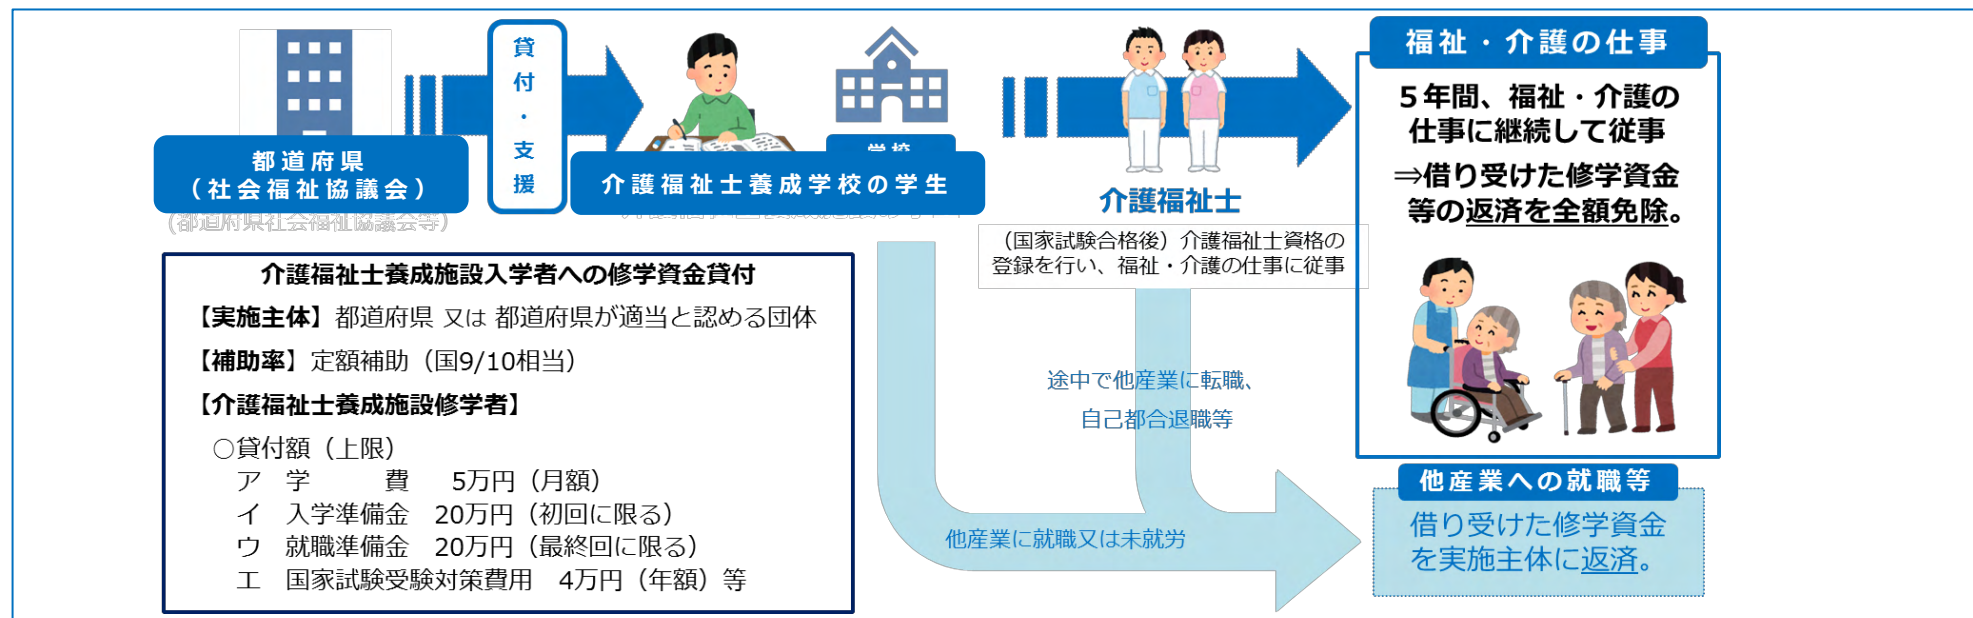 都道府県
（社会福祉協議会）
(都道府県社会福祉協議会等)
貸付・支援
学校
介護福祉士養成学校の学生
介護福祉士
（国家試験合格後）介護福祉士資格の
登録を行い、福祉・介護の仕事に従事
福祉・介護の仕事
５年間、福祉・介護の
仕事に継続して従事
⇒借り受けた修学資金
等の返済を全額免除。
介護福祉士養成施設入学者への修学資金貸付
【実施主体】都道府県 又は 都道府県が適当と認める団体
【補助率】定額補助（国9/10相当）
【介護福祉士養成施設修学者】
○貸付額（上限）
ア　学　　　費　5万円（月額）
イ　入学準備金　20万円（初回に限る）
ウ　就職準備金　20万円（最終回に限る）
エ　国家試験受験対策費用　4万円（年額）等
途中で他産業に転職、
自己都合退職等
他産業に就職又は未就労
他産業への就職等
借り受けた修学資金
を実施主体に返済。